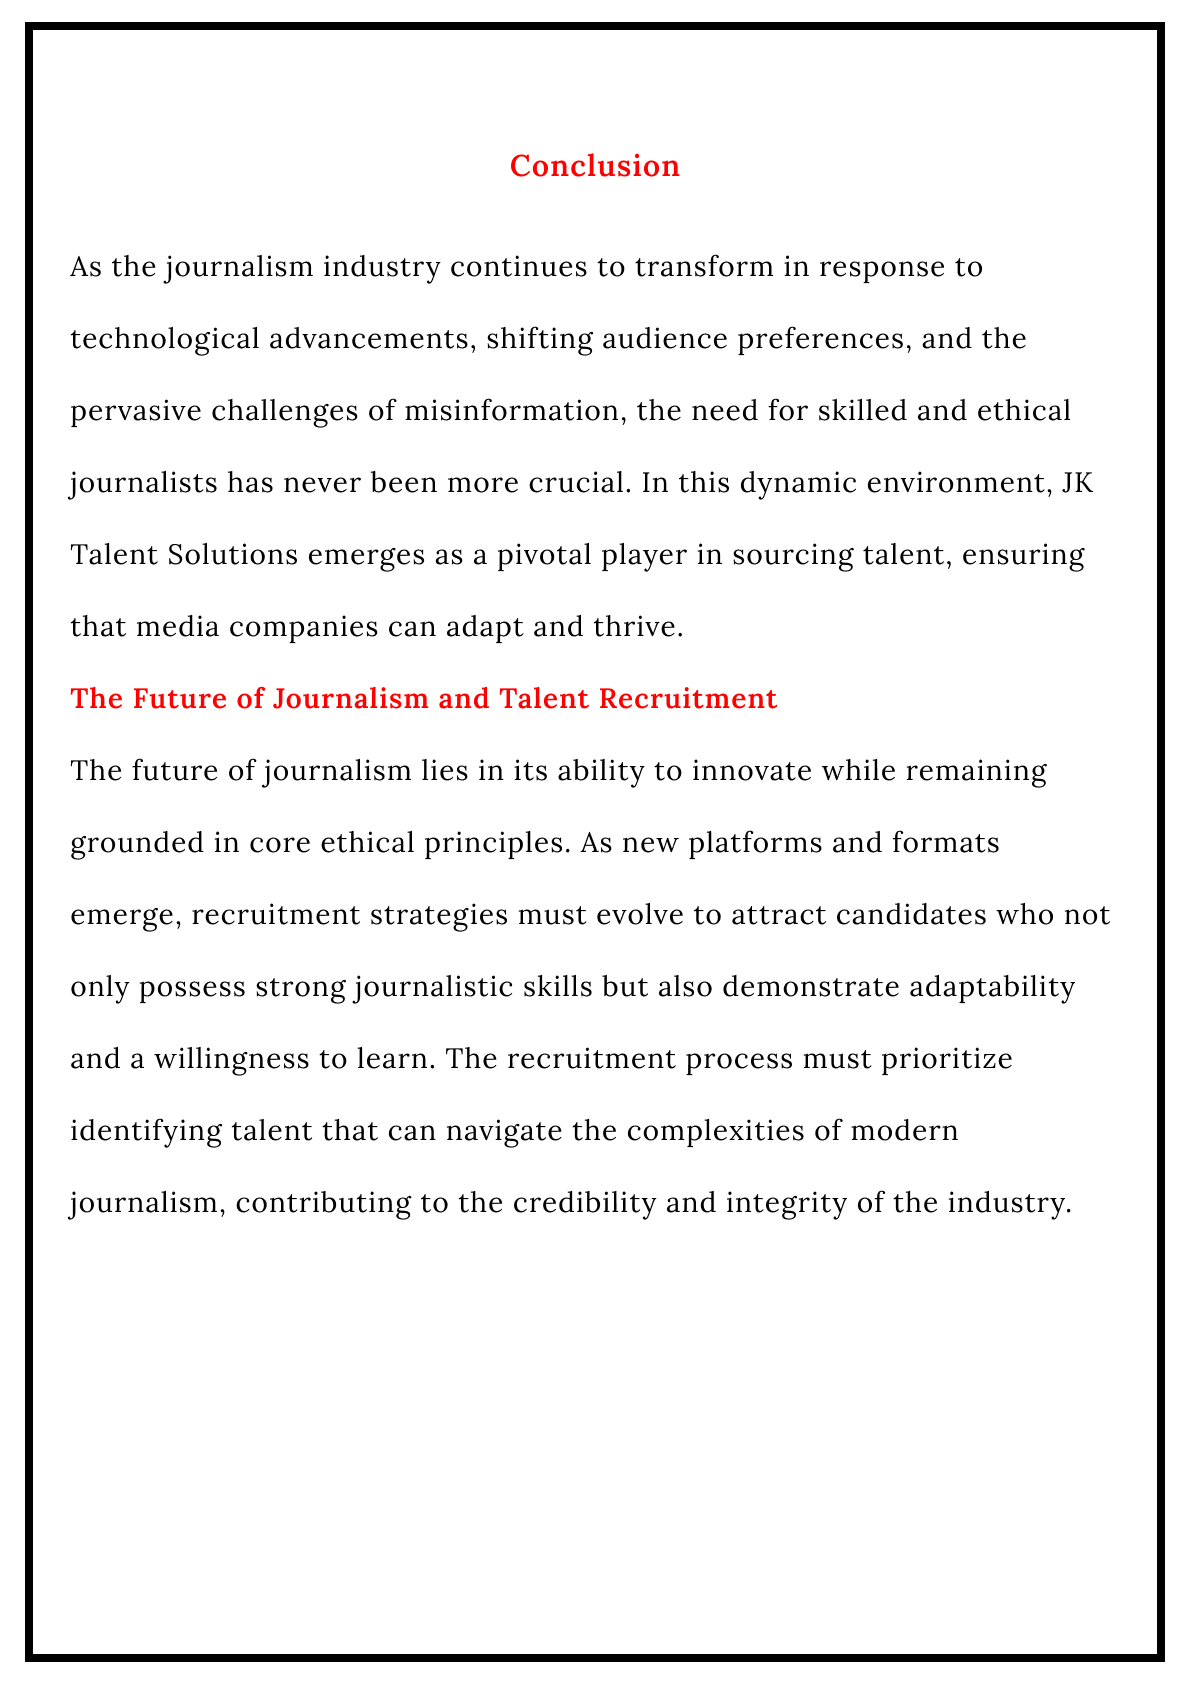 Conclusion
As the journalism industry continues to transform in response to
technological advancements, shifting audience preferences, and the
pervasive challenges of misinformation, the need for skilled and ethical
journalists has never been more crucial. In this dynamic environment, JK
Talent Solutions emerges as a pivotal player in sourcing talent, ensuring
that media companies can adapt and thrive.
The Future of Journalism and Talent Recruitment
The future of journalism lies in its ability to innovate while remaining
grounded in core ethical principles. As new platforms and formats
emerge, recruitment strategies must evolve to attract candidates who not
only possess strong journalistic skills but also demonstrate adaptability
and a willingness to learn. The recruitment process must prioritize
identifying talent that can navigate the complexities of modern
journalism, contributing to the credibility and integrity of the industry.